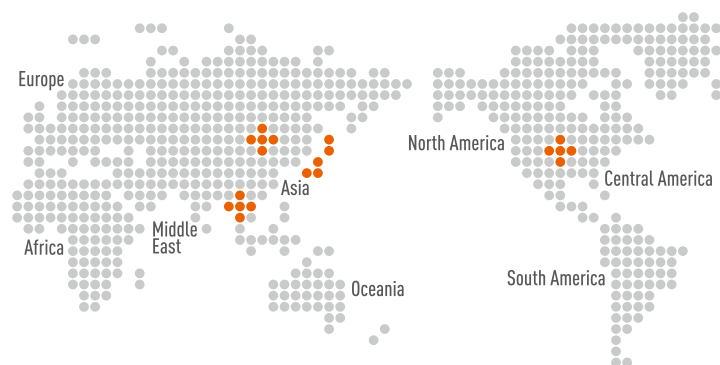 Europe
North America
Asia
Central America
Africa
Middle
East
South America
Oceania